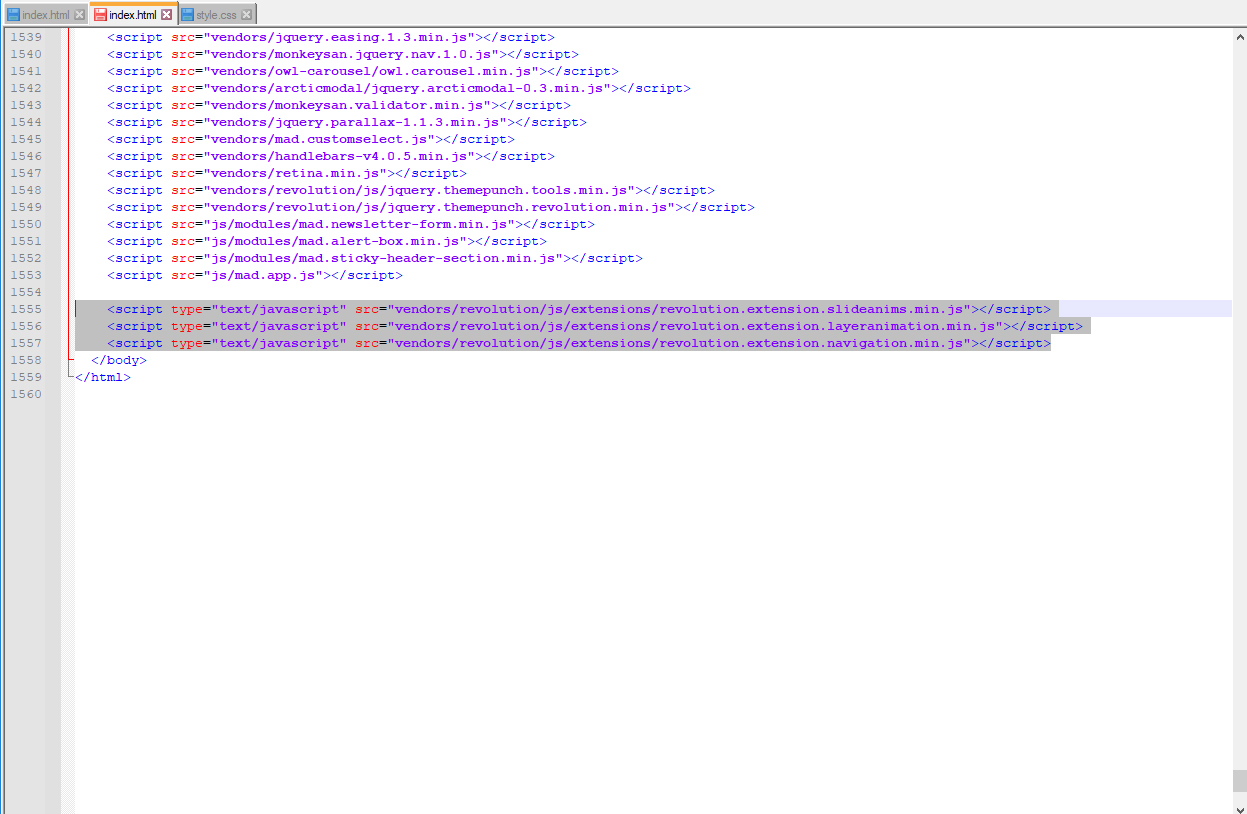 index.html index.html style.css
1539 <script src="vendors/jquery.easing.1.3.min.js"></script>
1540 <script src="vendors/monkeysan.jquery.nav.1.0.js"></script>
1541 <script src="vendors/owl-carousel/owl.carousel.min.js"></script>
1542 <script src="vendors/arcticmodal/jquery.arcticmodal-0.3.min.js"></script>
1543 <script src="vendors/monkeysan.validator.min.js"></script>
1544 <script src="vendors/jquery.parallax-1.1.3.min.js"></script>
1545 <script src="vendors/mad.customselect.js"></script>
1546 <script src="vendors/handlebars-v4.0.5.min.js"></script>
1547 <script src="vendors/retina.min.js"></script>
1548 <script src="vendors/revolution/js/jquery.themepunch.tools.min.js"></script>
1549 <script src="vendors/revolution/js/jquery.themepunch.revolution.min.js"></script>
1550 <script src="js/modules/mad.newsletter-form.min.js"></script>
1551 <script src="js/modules/mad.alert-box.min.js"></script>
1552 <script src="js/modules/mad.sticky-header-section.min.js"></script>
1553 <script src="js/mad.app.js"></script>
1554
1555 <script type="text/javascript" src="vendors/revolution/js/extensions/revolution.extension.slideanims.min.js"></script>
1556 <script type="text/javascript" src="vendors/revolution/js/extensions/revolution.extension.layeranimation.min.js"></script>
1557 <script type="text/javascript" src="vendors/revolution/js/extensions/revolution.extension.navigation.min.js"></script>
1558 </body>
1559 </html>
1560